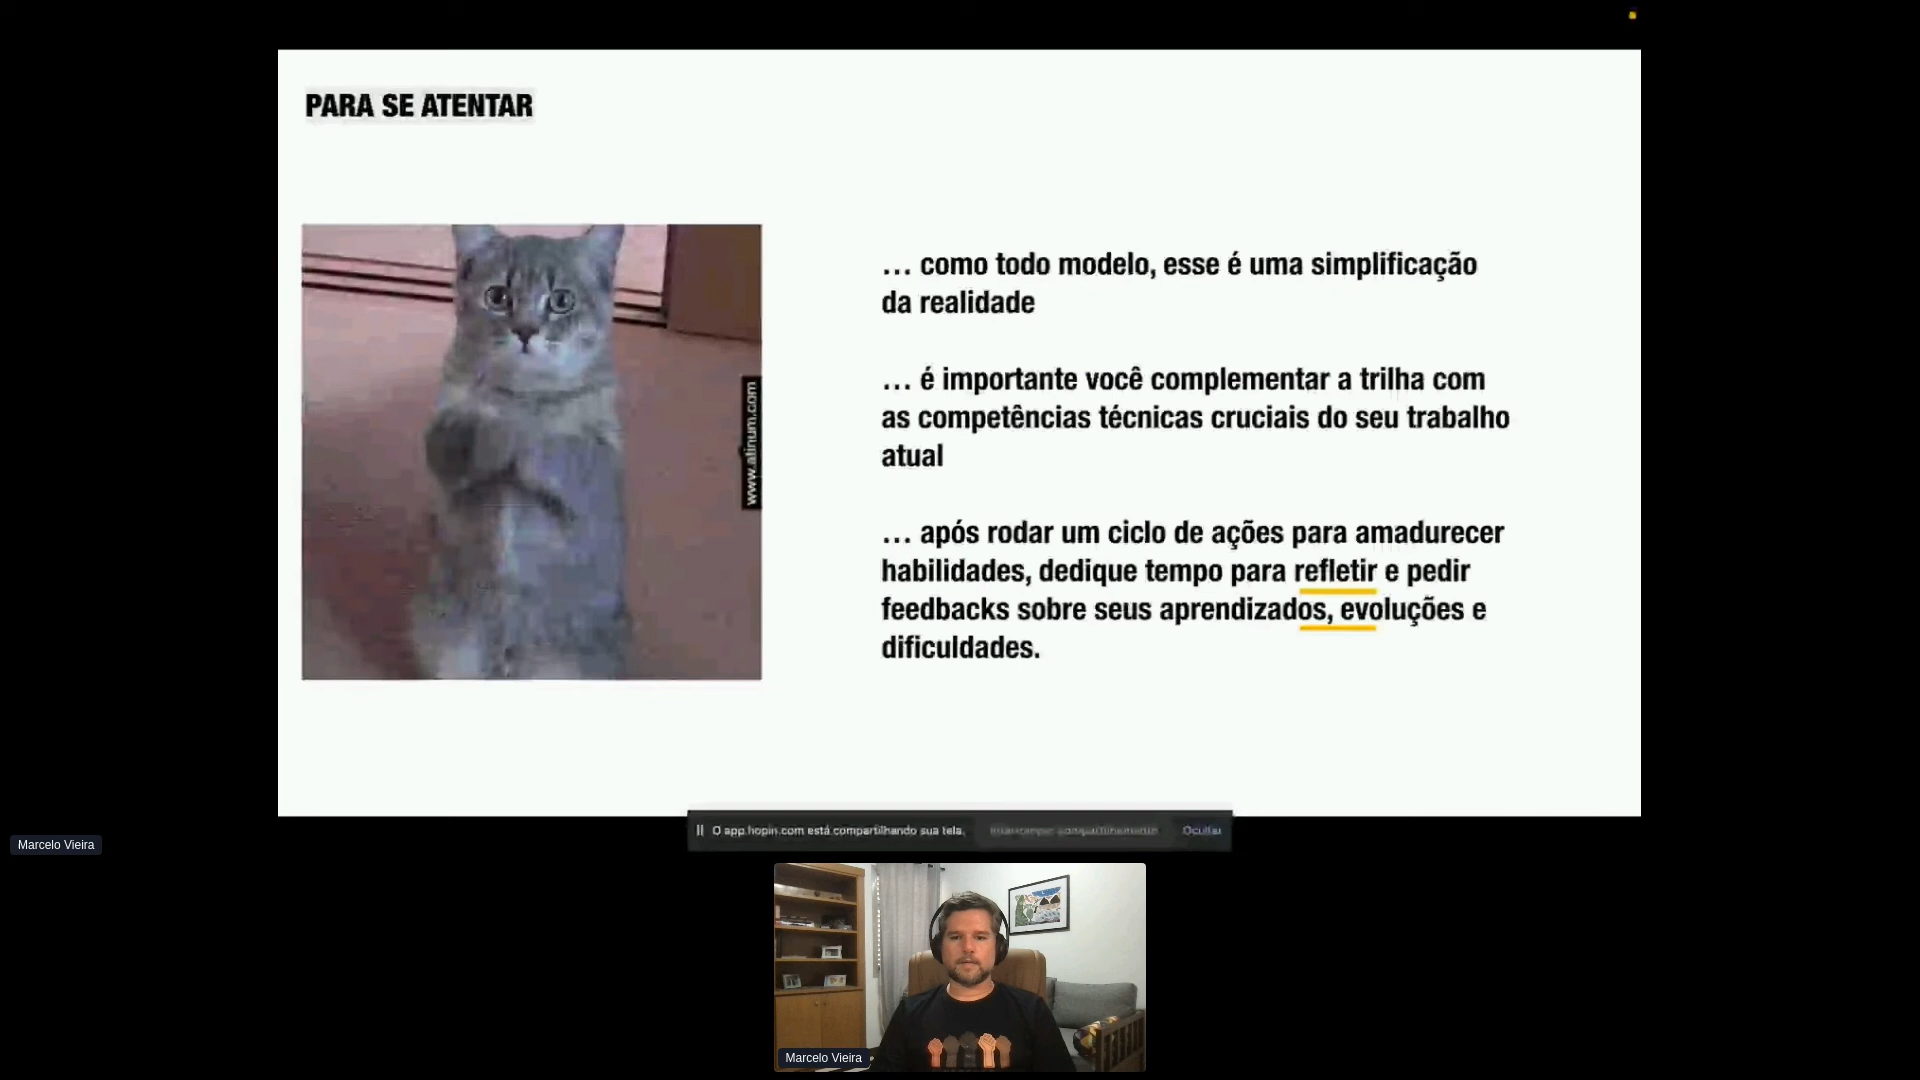 PARA SE ATENTAR
… como todo modelo, esse é uma simplificação
da realidade
… é importante você complementar a trilha com
as competências técnicas cruciais do seu trabalho
atual
… após rodar um ciclo de ações para amadurecer
habilidades, dedique tempo para refletir e pedir
feedbacks sobre seus aprendizados, evoluções e
dificuldades.
www.atinum.com
O app.hopin.com está compartilhando sua tela.
Ocultar
Marcelo Vieira
Marcelo Vieira